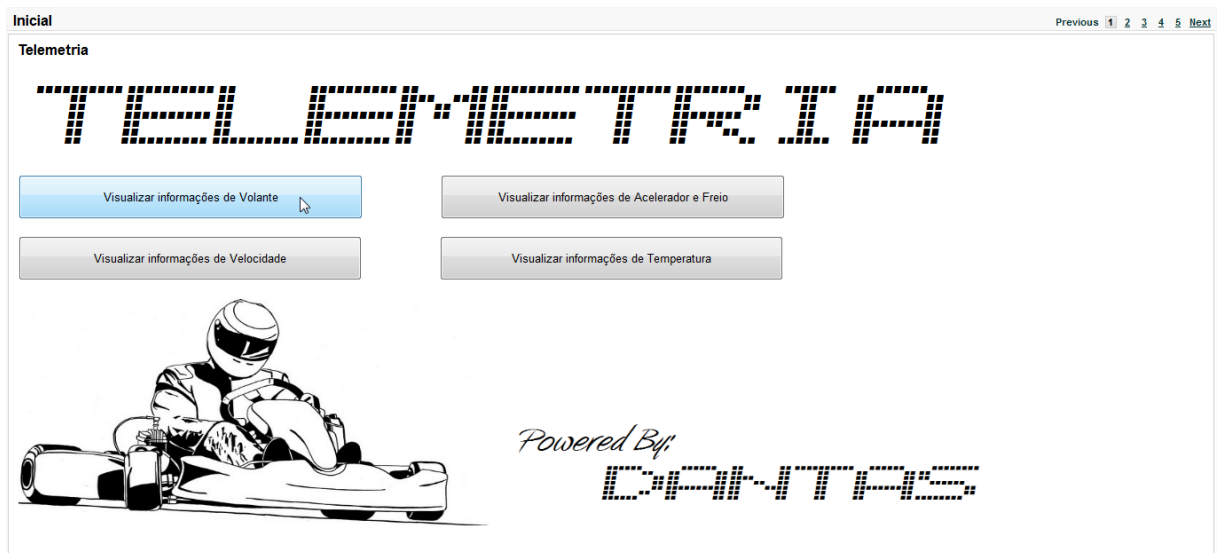 Inicial
Previous 1 2 3 4 5 Next
Telemetria
TELEMETRIA
Visualizar informações de Volante
Visualizar informações de Acelerador e Freio
Visualizar informações de Velocidade
Visualizar informações de Temperatura
Powered By:
DANTAS